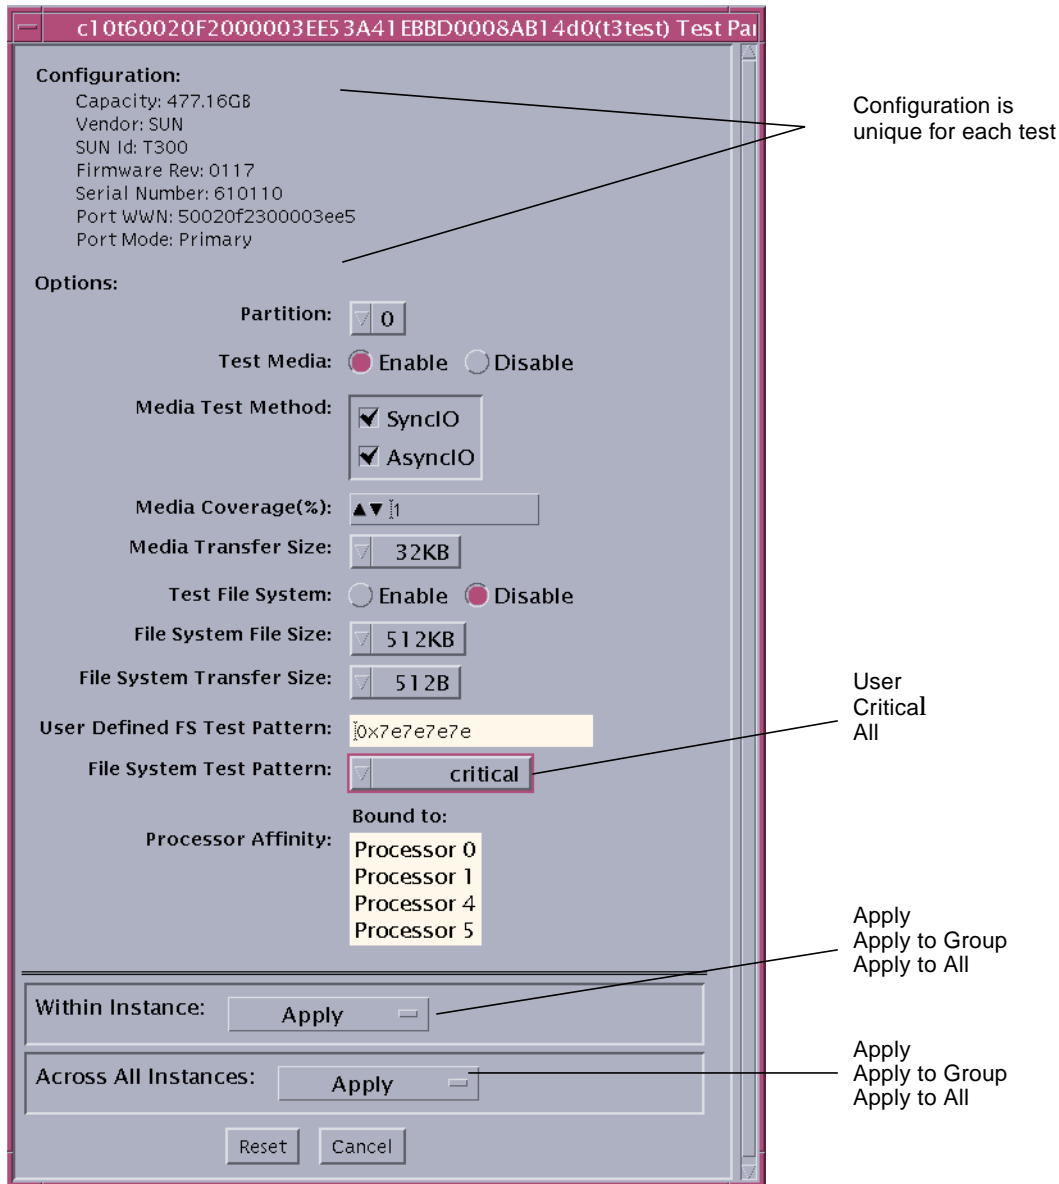 c10t60020F2000003EE53A41EBBD0008AB14d0(t3test) Test Par
Configuration:
Capacity: 477.16GB
Vendor: SUN
SUN Id: T300
Firmware Rev: 0117
Serial Number: 610110
Port WWN: 50020f2300003ee5
Port Mode: Primary
Configuration is
unique for each test
Options:
Partition: 0
Test Media: Enable Disable
Media Test Method: SyncIO
AsyncIO
Media Coverage(%): 1
Media Transfer Size: 32KB
Test File System: Enable Disable
File System File Size: 512KB
File System Transfer Size: 512B
User Defined FS Test Pattern: 0x7e7e7e7e
File System Test Pattern: critical
User
Critical
All
Bound to:
Processor Affinity: Processor 0
Processor 1
Processor 4
Processor 5
Within Instance: Apply
Apply
Apply to Group
Apply to All
Across All Instances: Apply
Apply
Apply to Group
Apply to All
Reset Cancel